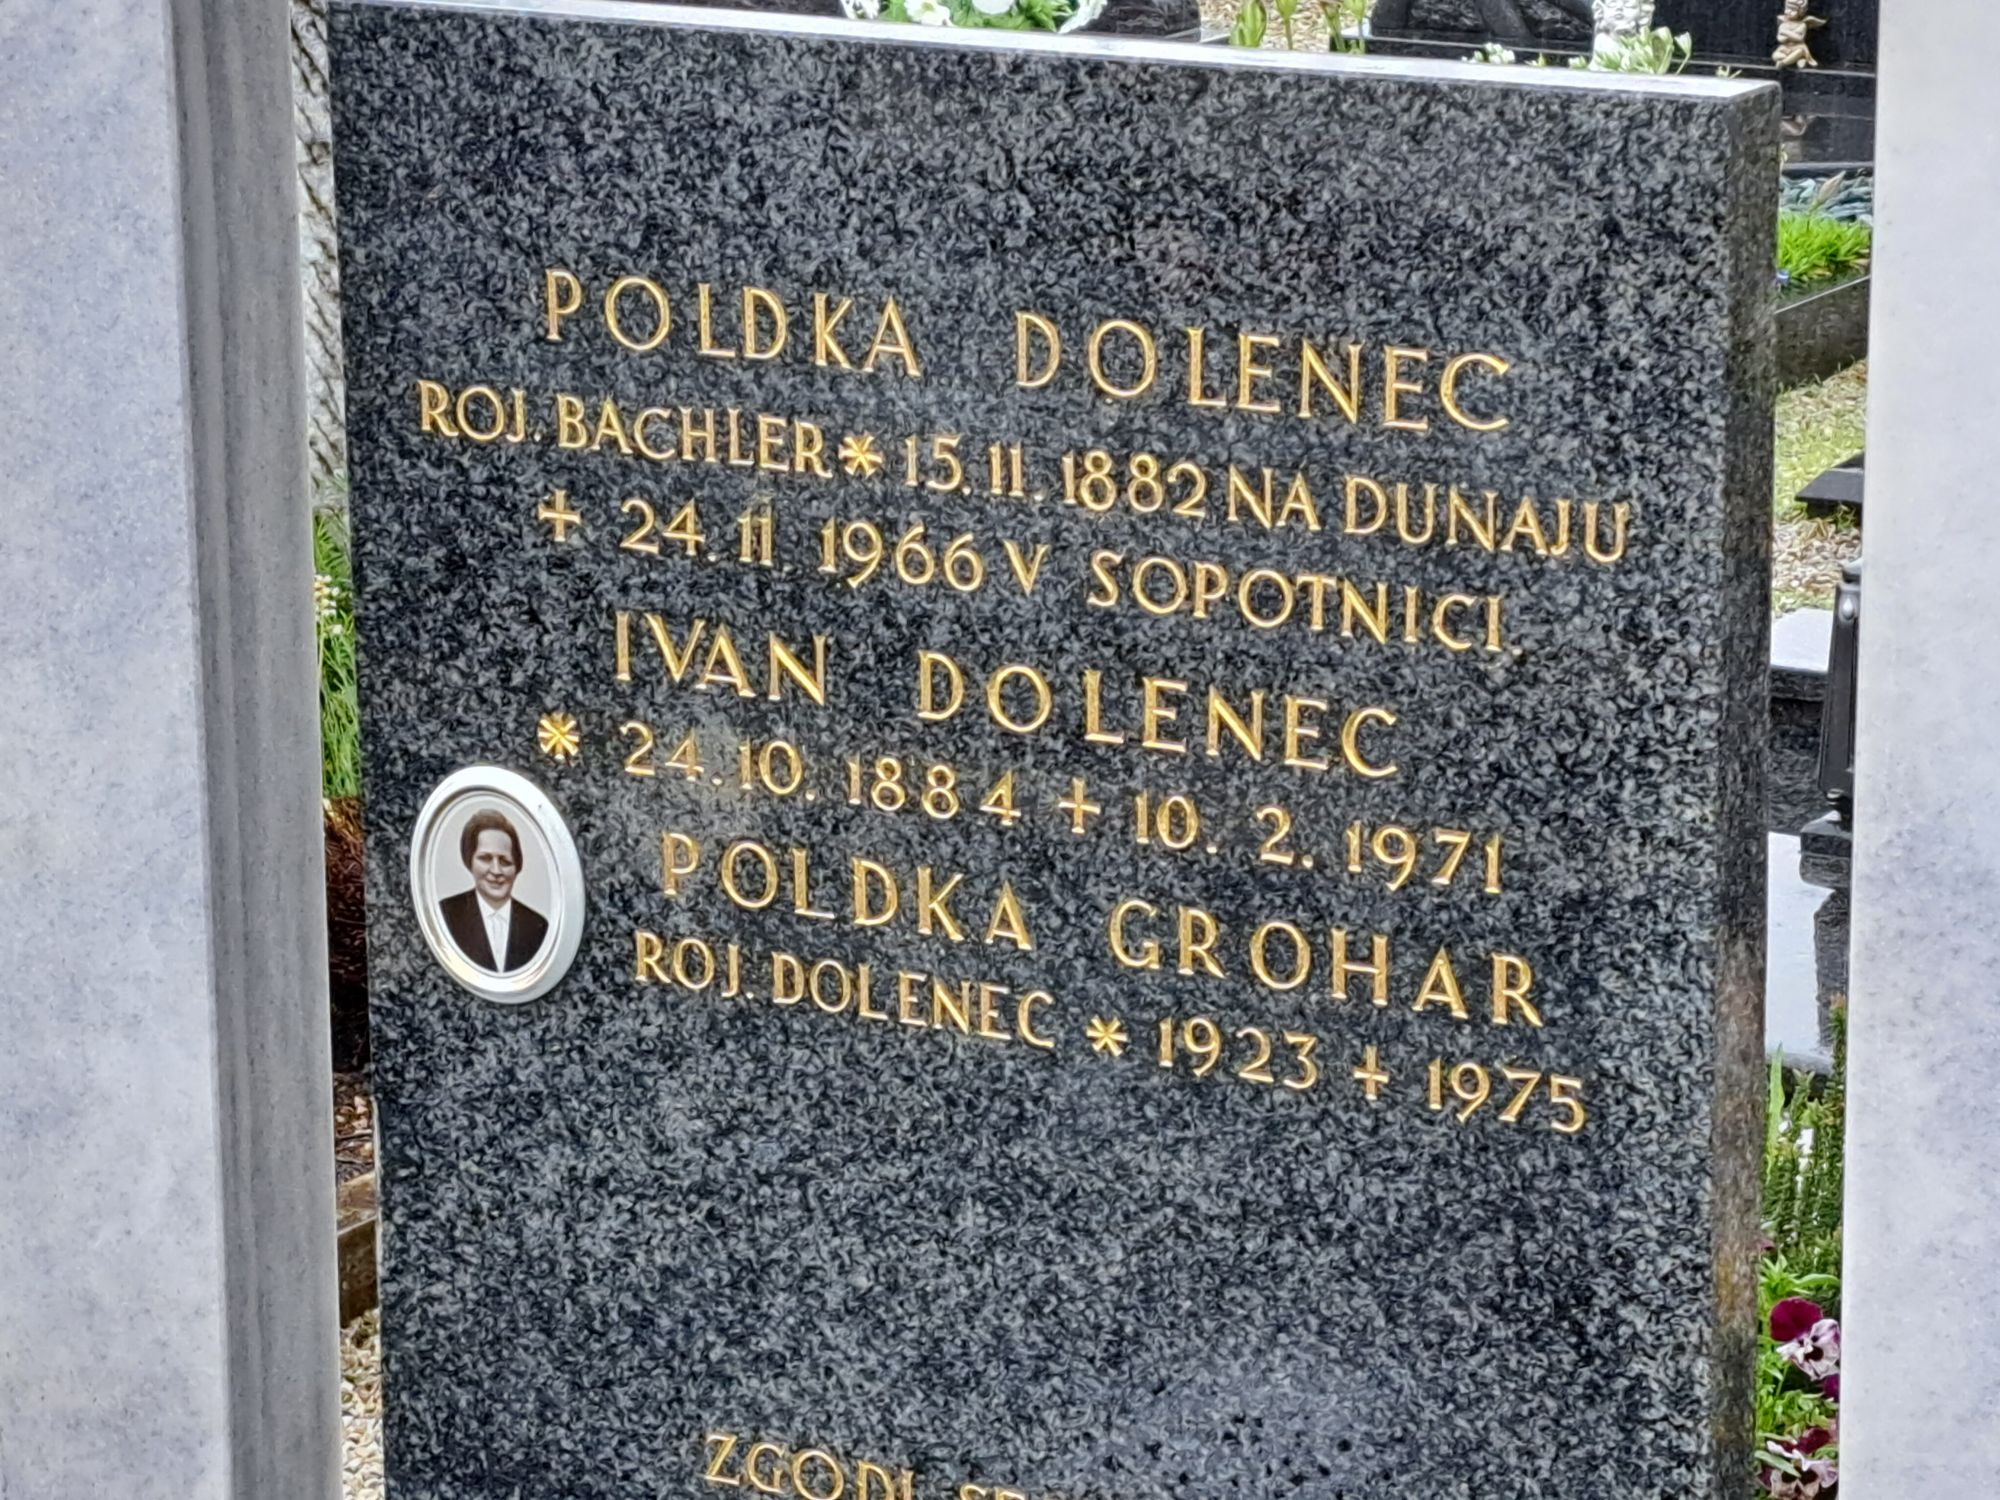 POLDKA DOLENEC
ROJ. BACHLER * 15. 11. 1882 NA DUNAJU
+ 24. 11 1966 V SOPOTNICI.
IVAN DOLENEC
* 24. 10. 1884 + 10. 2. 1971
POLDKA GROHAR
ROJ. DOLENEC * 1923 + 1975
ZGODI